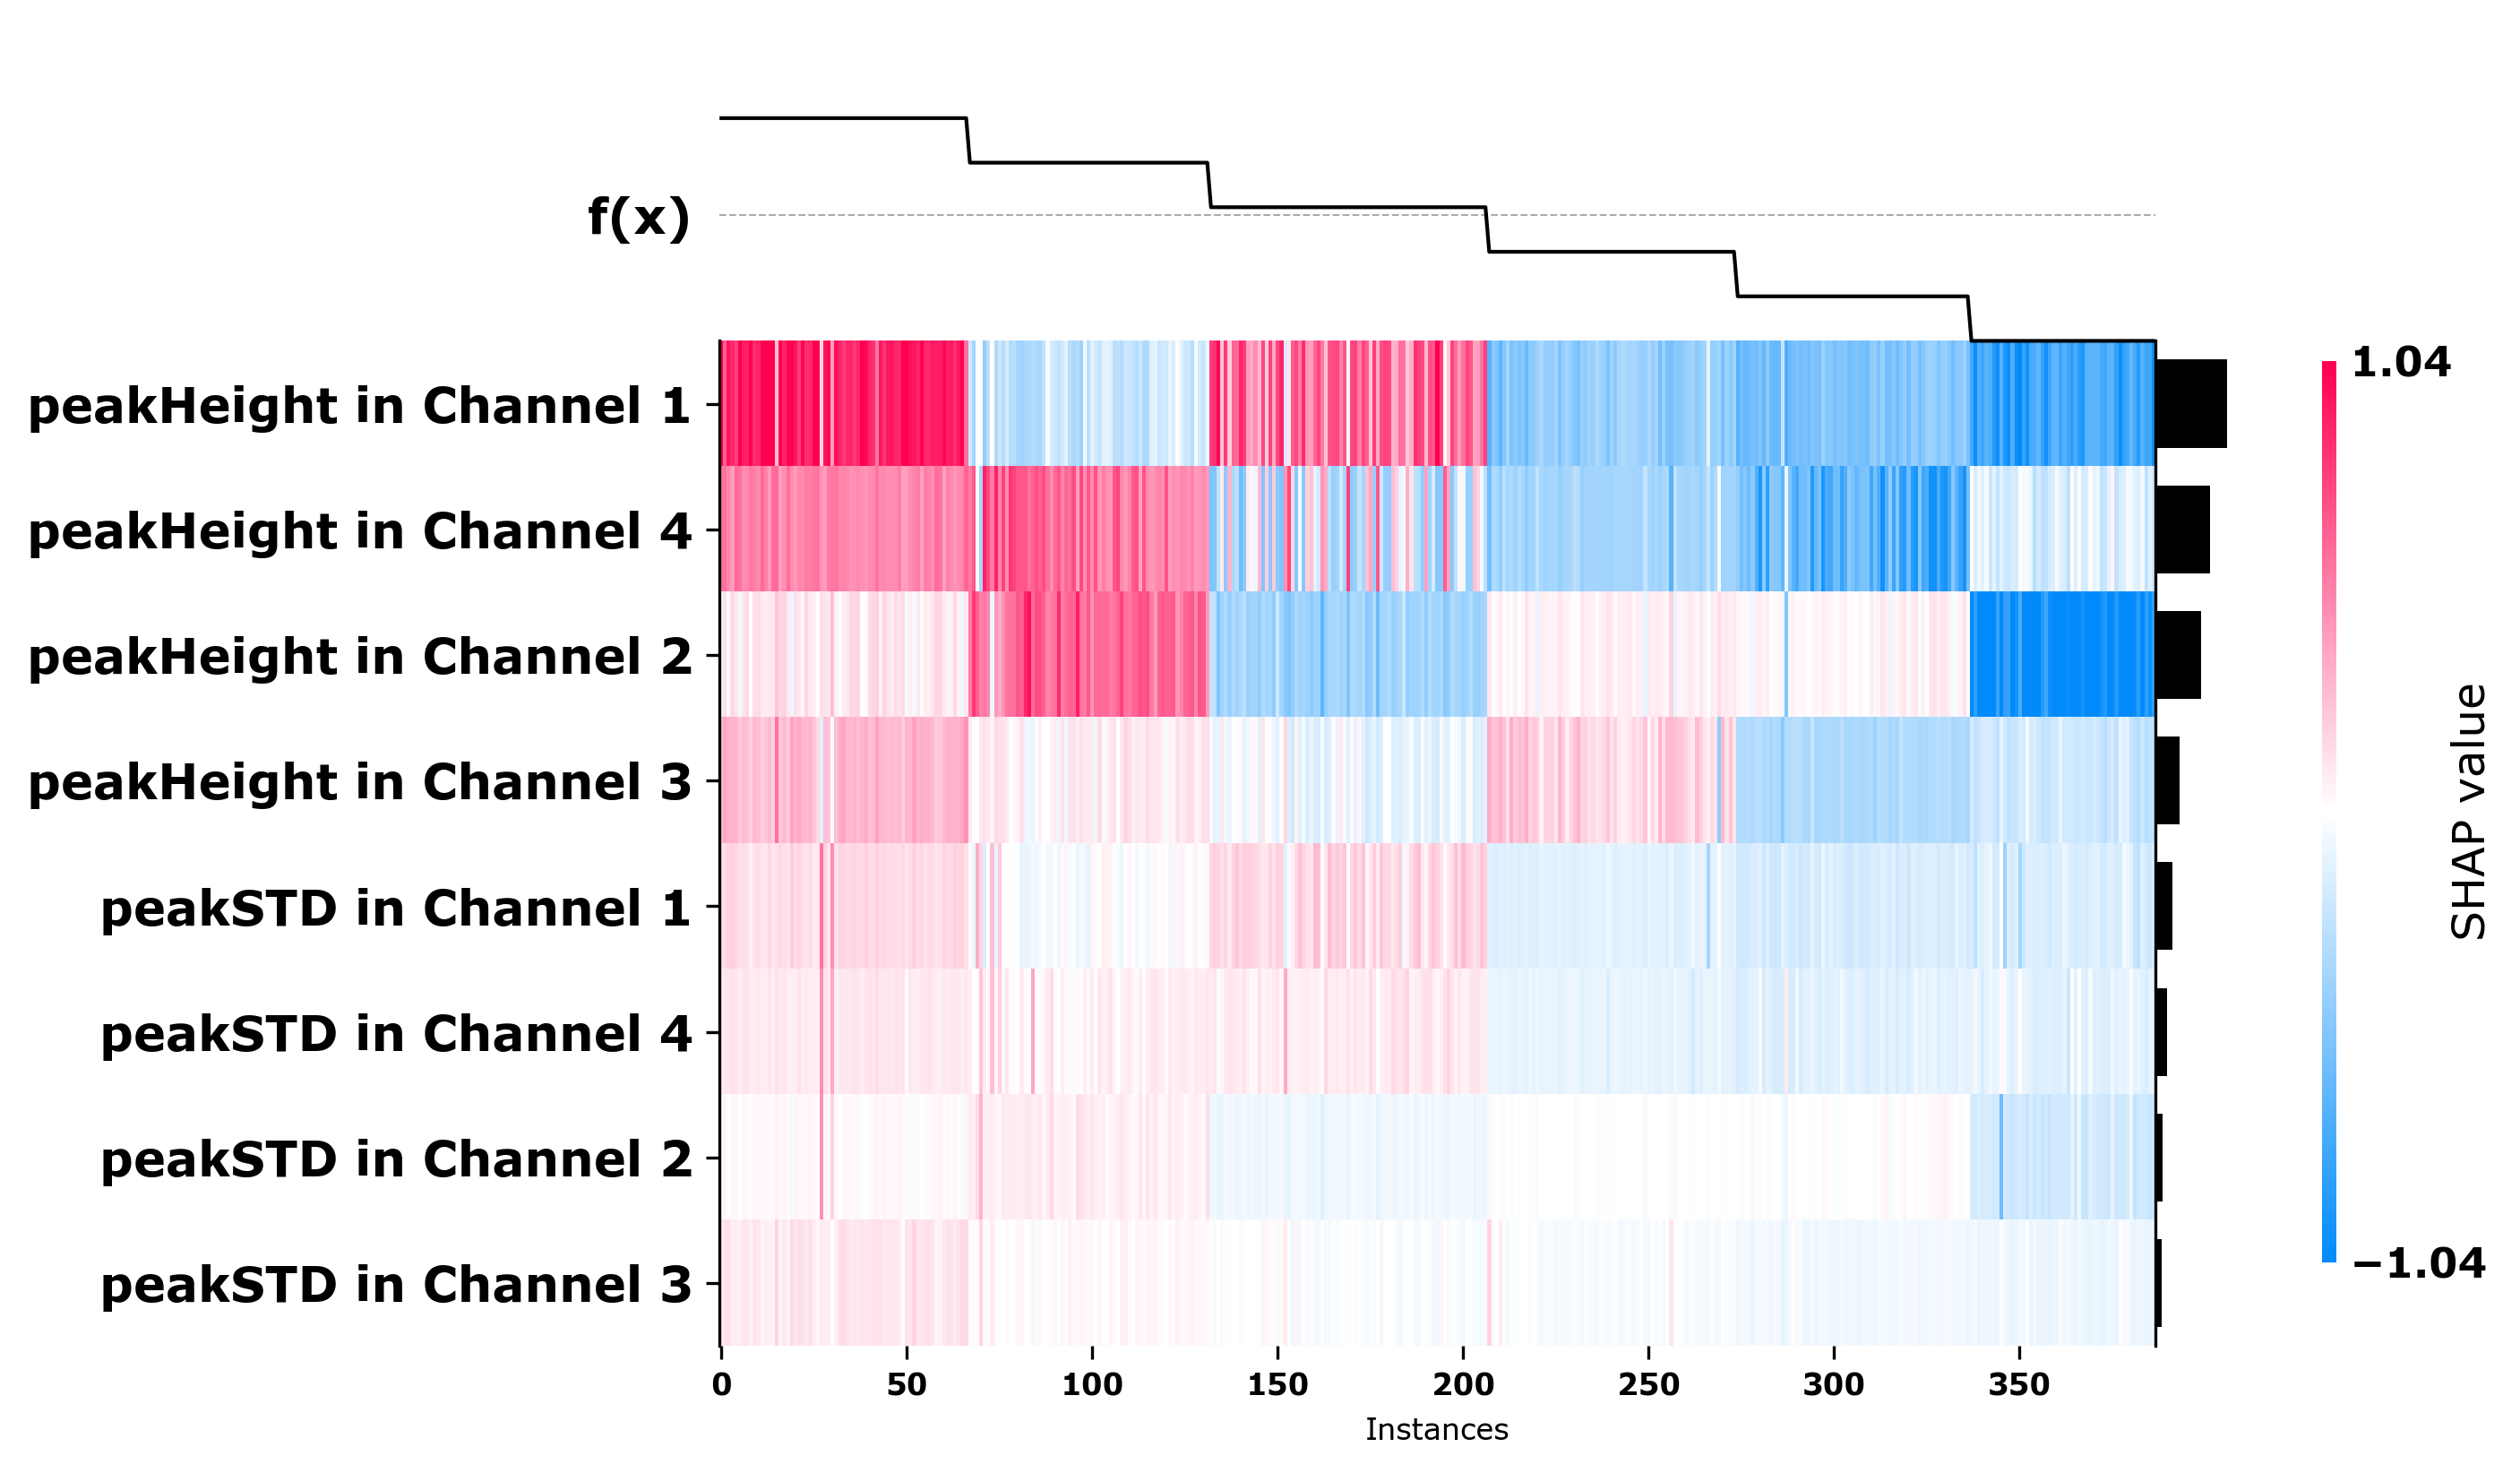 f(x)
peakHeight in Channel 1
peakHeight in Channel 4
peakHeight in Channel 2
peakHeight in Channel 3
peakSTD in Channel 1
peakSTD in Channel 4
peakSTD in Channel 2
peakSTD in Channel 3
0 50 100 150 200 250 300 350
Instances
1.04
−1.04
SHAP value